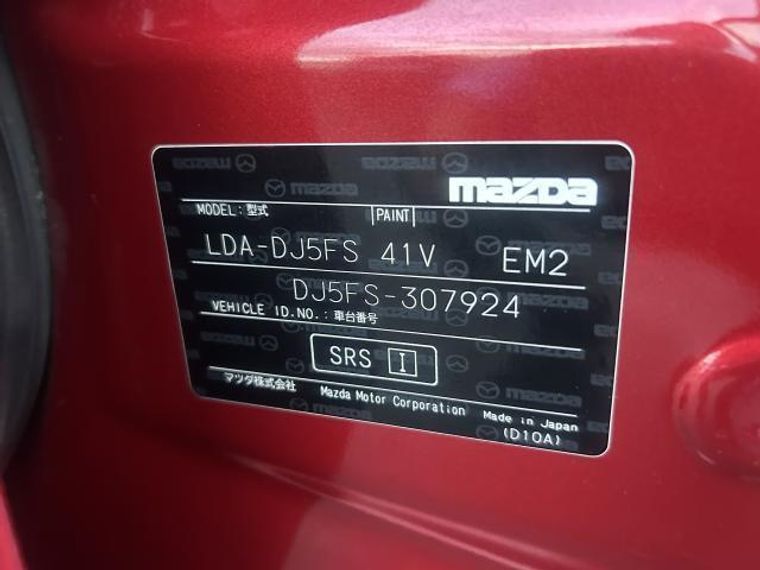 mazda
MODEL:型式 PAINT
LDA-DJ5FS 41V EM2
DJ5FS-307924
VEHICLE ID.NO.:車台番号
SRS I
マツダ株式会社 Mazda Motor Corporation Made in Japan
(D10A)